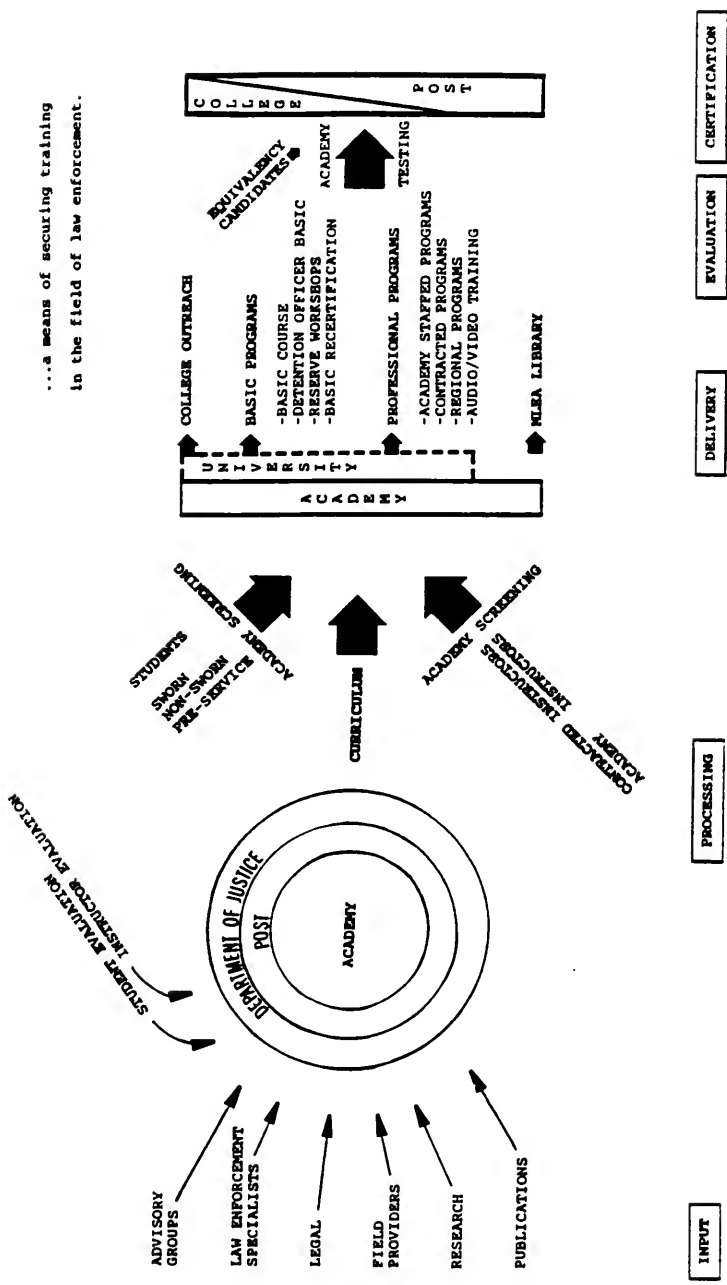 ...a means of securing training
in the field of law enforcement.
STUDENT EVALUATION
INSTRUCTOR EVALUATION
ADVISORY
GROUPS
LAW ENFORCEMENT
SPECIALISTS
LEGAL
FIELD
PROVIDERS
RESEARCH
PUBLICATIONS
DEPARTMENT OF JUSTICE
POST
ACADEMY
STUDENTS
SWORN
NON-SWORN
PRE-SERVICE
ACADEMY SCREENING
CURRICULUM
ACADEMY SCREENING
CONTRACTED INSTRUCTORS
ACADEMY INSTRUCTORS
ACADEMY
UNIVERSITY
COLLEGE OUTREACH
BASIC PROGRAMS
-BASIC COURSE
-DETENTION OFFICER BASIC
-RESERVE WORKSHOPS
-BASIC RECERTIFICATION
PROFESSIONAL PROGRAMS
-ACADEMY STAFFED PROGRAMS
-CONTRACTED PROGRAMS
-REGIONAL PROGRAMS
-AUDIO/VIDEO TRAINING
MLEA LIBRARY
EQUIVALENCY
CANDIDATES
ACADEMY
TESTING
COLLEGE
POST
INPUT
PROCESSING
DELIVERY
EVALUATION
CERTIFICATION